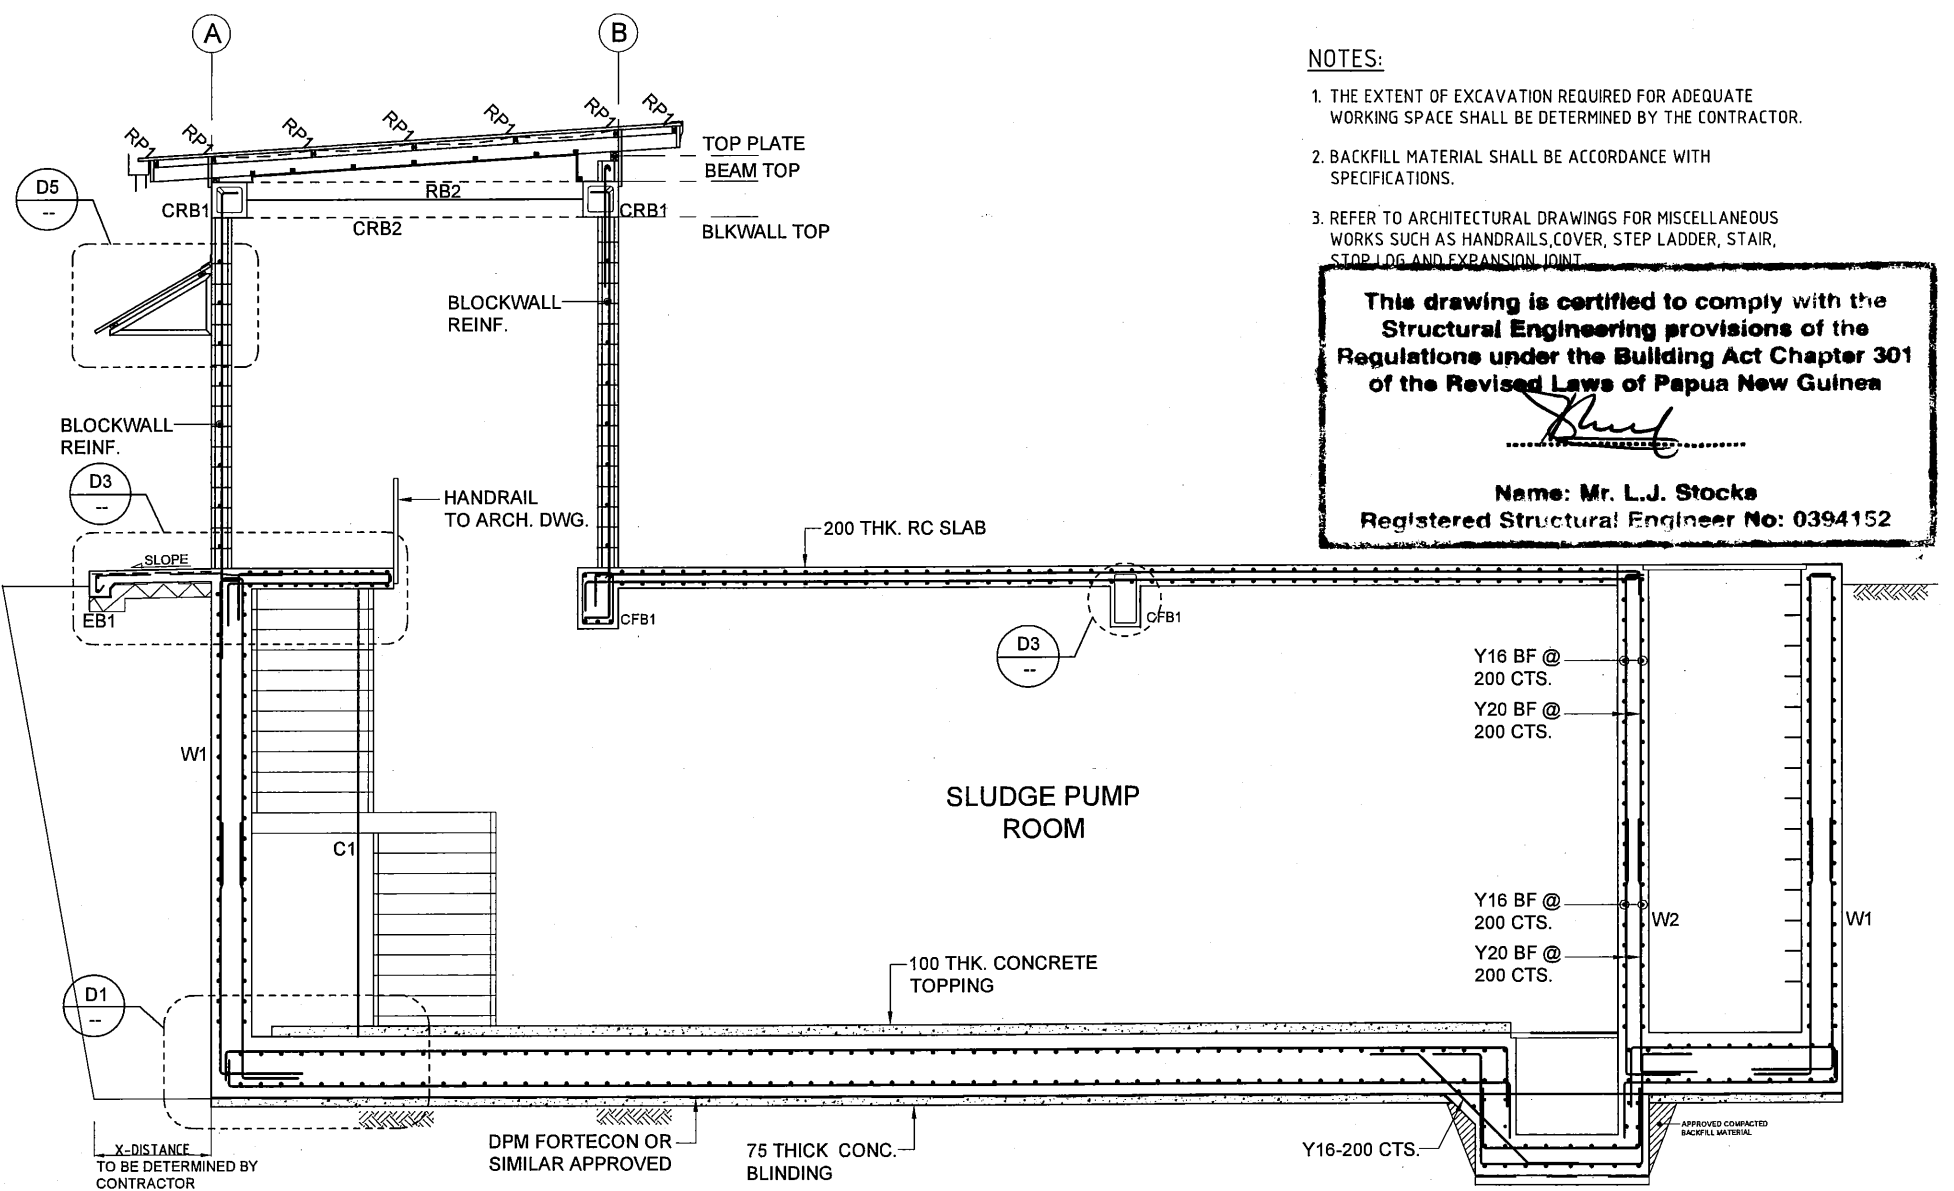 A
B
NOTES:
1. THE EXTENT OF EXCAVATION REQUIRED FOR ADEQUATE
WORKING SPACE SHALL BE DETERMINED BY THE CONTRACTOR.
2. BACKFILL MATERIAL SHALL BE ACCORDANCE WITH
SPECIFICATIONS.
3. REFER TO ARCHITECTURAL DRAWINGS FOR MISCELLANEOUS
WORKS SUCH AS HANDRAILS,COVER, STEP LADDER, STAIR,
STOP LOG AND EXPANSION JOINT
This drawing is certified to comply with the
Structural Engineering provisions of the
Regulations under the Building Act Chapter 301
of the Revised Laws of Papua New Guinea
Name: Mr. L.J. Stocks
Registered Structural Engineer No: 0394152
RP1
RP1
RP1
RP1
RP1
RP1
RP1
TOP PLATE
BEAM TOP
D5
--
CRB1
RB2
CRB1
CRB2
BLKWALL TOP
BLOCKWALL
REINF.
BLOCKWALL
REINF.
D3
--
HANDRAIL
TO ARCH. DWG.
200 THK. RC SLAB
SLOPE
EB1
CFB1
CFB1
D3
--
Y16 BF @
200 CTS.
Y20 BF @
200 CTS.
W1
SLUDGE PUMP
ROOM
C1
Y16 BF @
200 CTS.
W2
W1
Y20 BF @
200 CTS.
100 THK. CONCRETE
TOPPING
D1
--
X-DISTANCE
TO BE DETERMINED BY
CONTRACTOR
DPM FORTECON OR
SIMILAR APPROVED
75 THICK CONC.
BLINDING
Y16-200 CTS.
APPROVED COMPACTED
BACKFILL MATERIAL